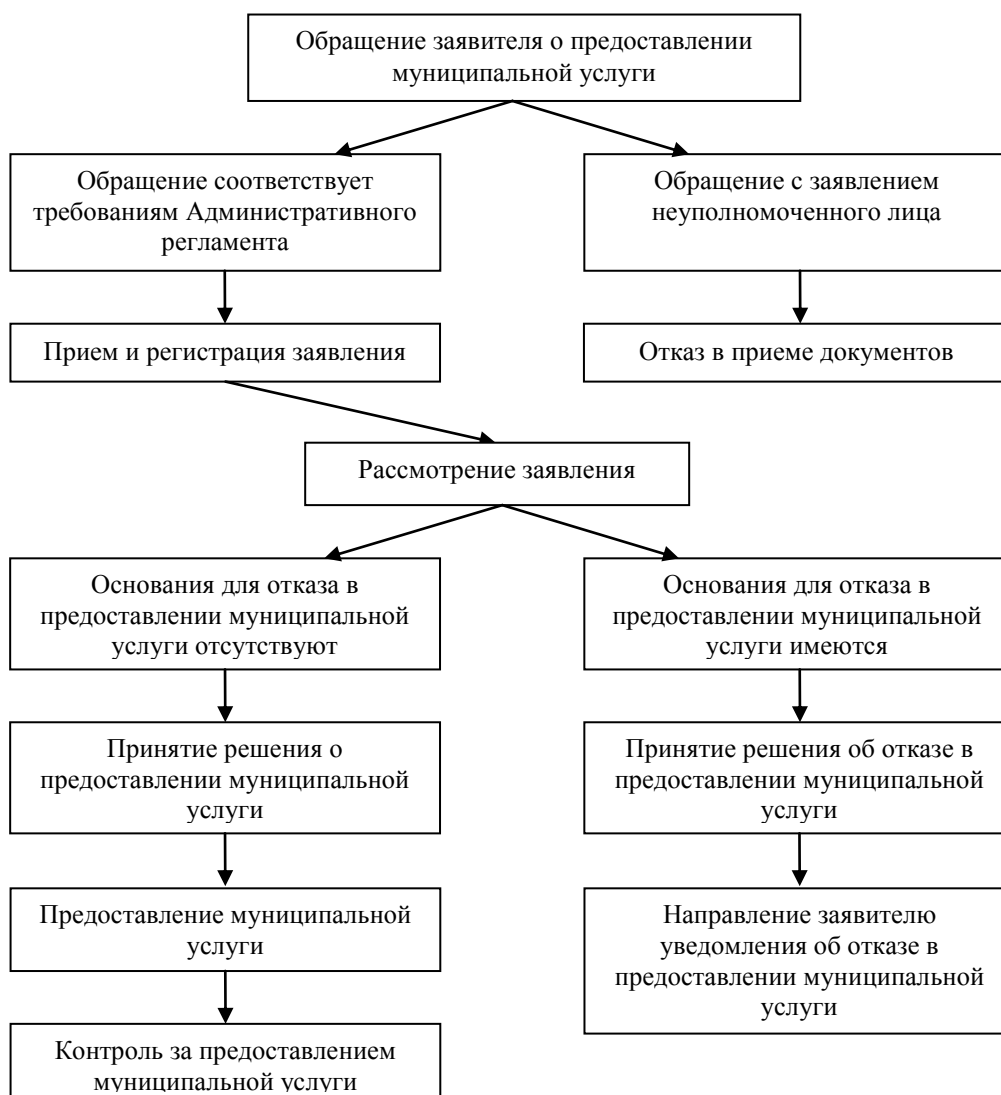 Обращение заявителя о предоставлении
муниципальной услуги
Обращение соответствует
требованиям Административного
регламента
Обращение с заявлением
неуполномоченного лица
Прием и регистрация заявления
Отказ в приеме документов
Рассмотрение заявления
Основания для отказа в
предоставлении муниципальной
услуги отсутствуют
Основания для отказа в
предоставлении муниципальной
услуги имеются
Принятие решения о
предоставлении муниципальной
услуги
Принятие решения об отказе в
предоставлении муниципальной
услуги
Предоставление муниципальной
услуги
Направление заявителю
уведомления об отказе в
предоставлении муниципальной
услуги
Контроль за предоставлением
муниципальной услуги